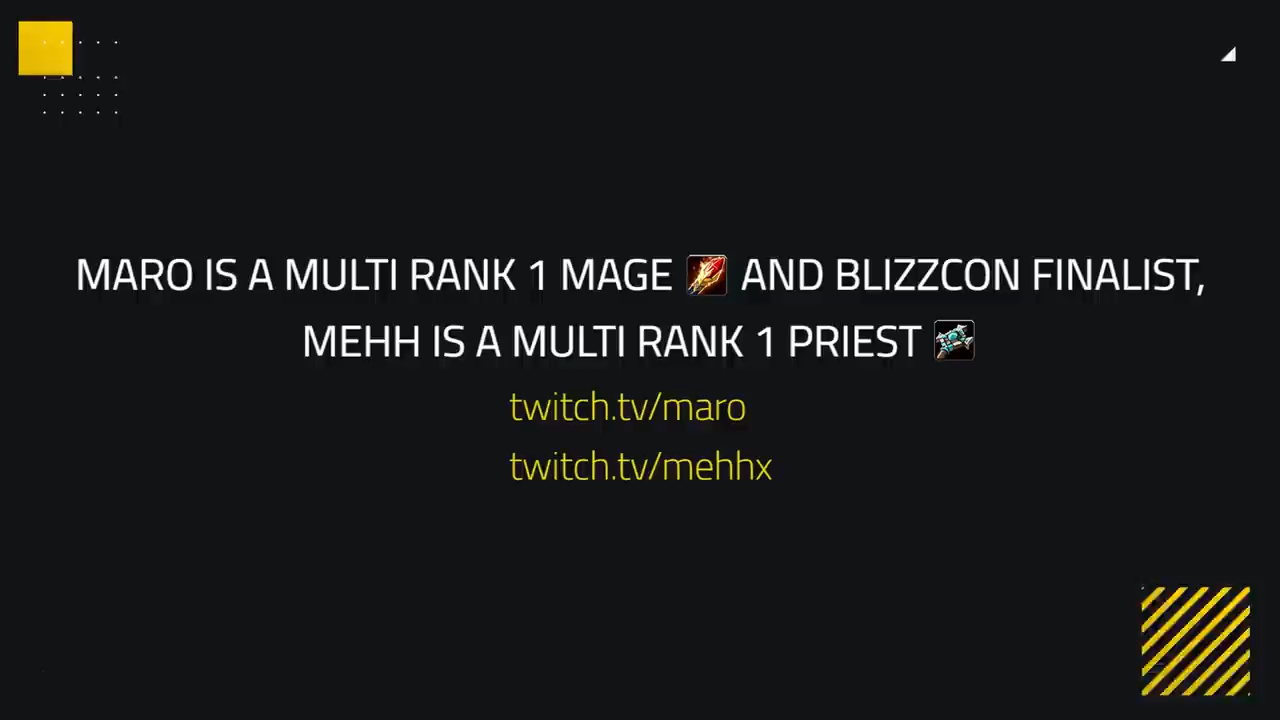 MARO IS A MULTI RANK 1 MAGE AND BLIZZCON FINALIST,
MEHH IS A MULTI RANK 1 PRIEST
twitch.tv/maro
twitch.tv/mehhx